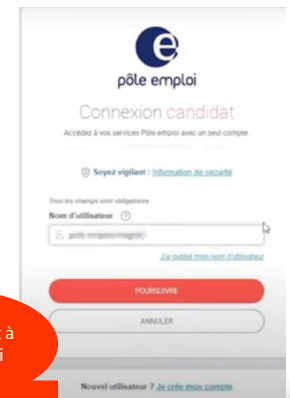 pôle emploi
Connexion candidat
Accédez à vos services Pôle emploi avec un seul compte.
Soyez vigilant : Information de sécurité
Tous les champs sont obligatoires
Nom d'utilisateur ?
J'ai oublié mon nom d'utilisateur
POURSUIVRE
ANNULER
t à
i
Nouvel utilisateur ? Je crée mon compte